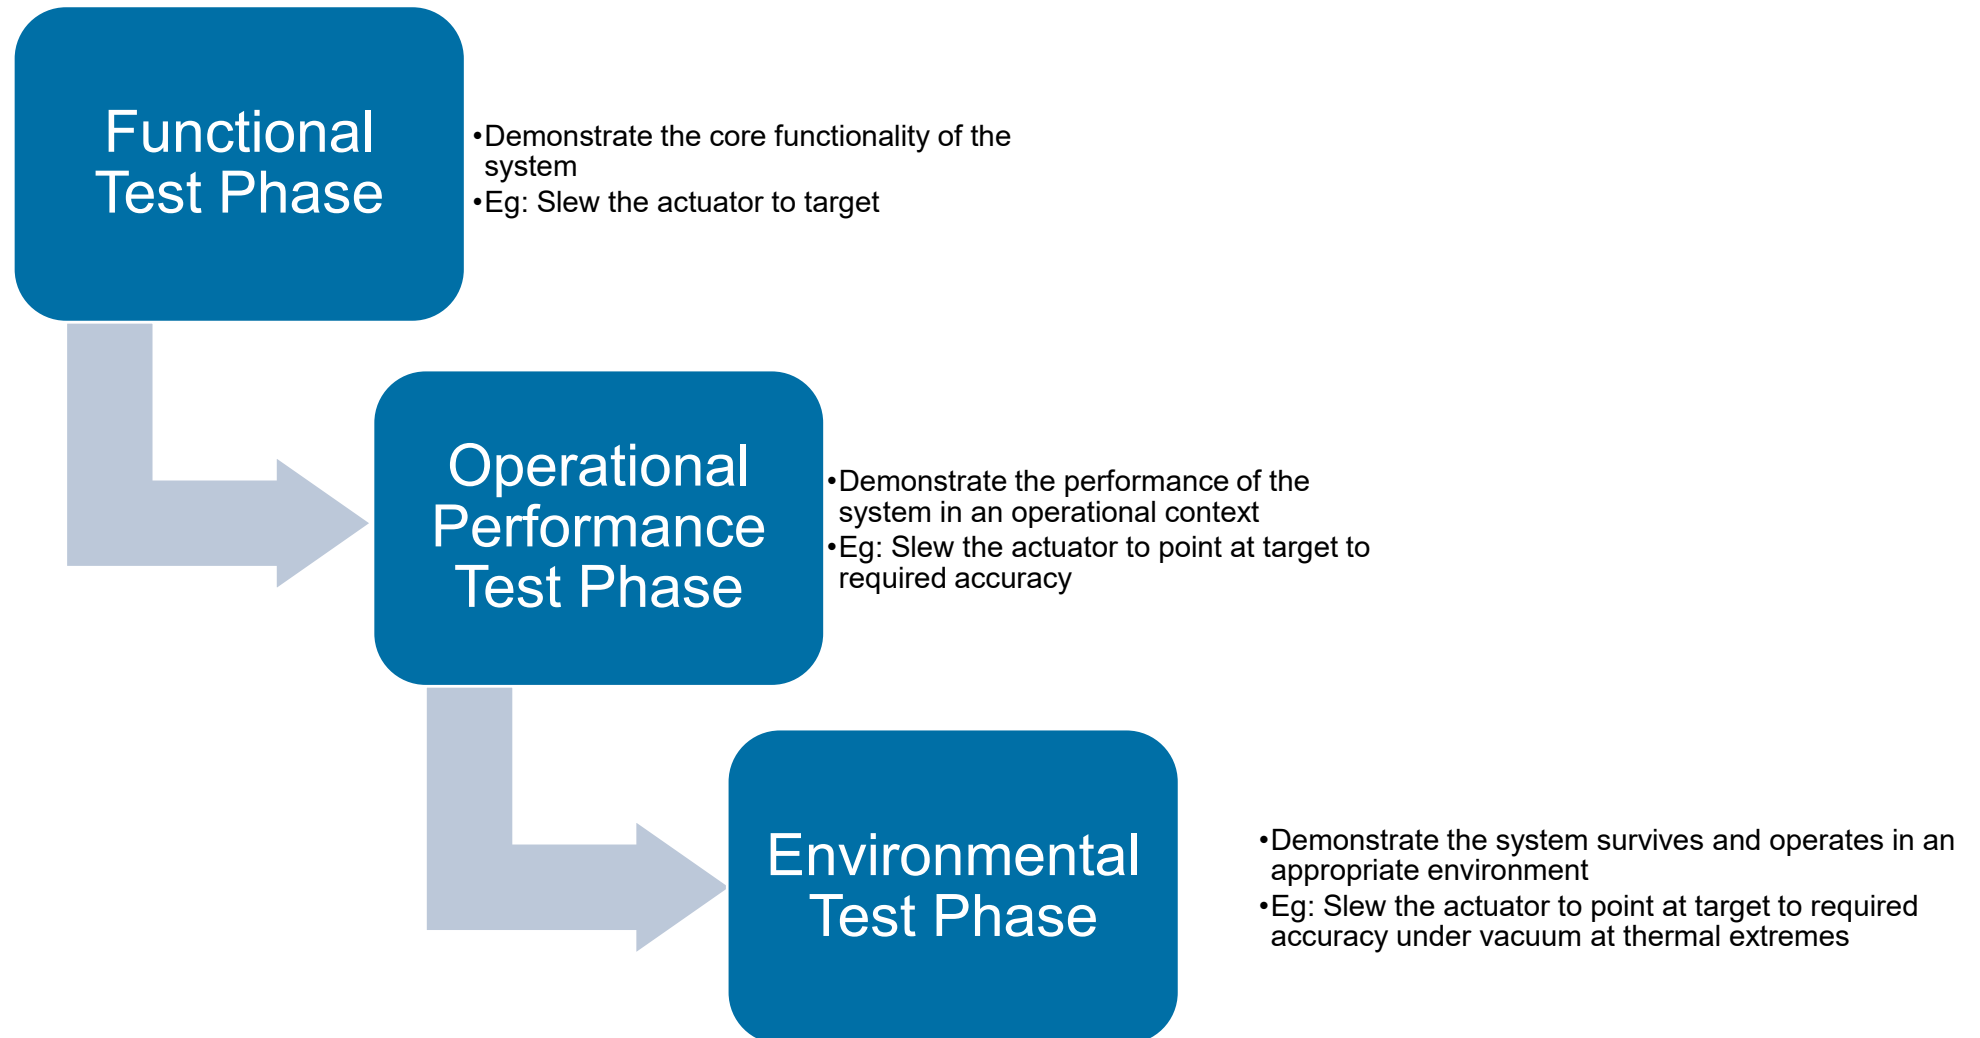 Functional
Test Phase
•Demonstrate the core functionality of the
system
•Eg: Slew the actuator to target
Operational
Performance
Test Phase
•Demonstrate the performance of the
system in an operational context
•Eg: Slew the actuator to point at target to
required accuracy
Environmental
Test Phase
•Demonstrate the system survives and operates in an
appropriate environment
•Eg: Slew the actuator to point at target to required
accuracy under vacuum at thermal extremes